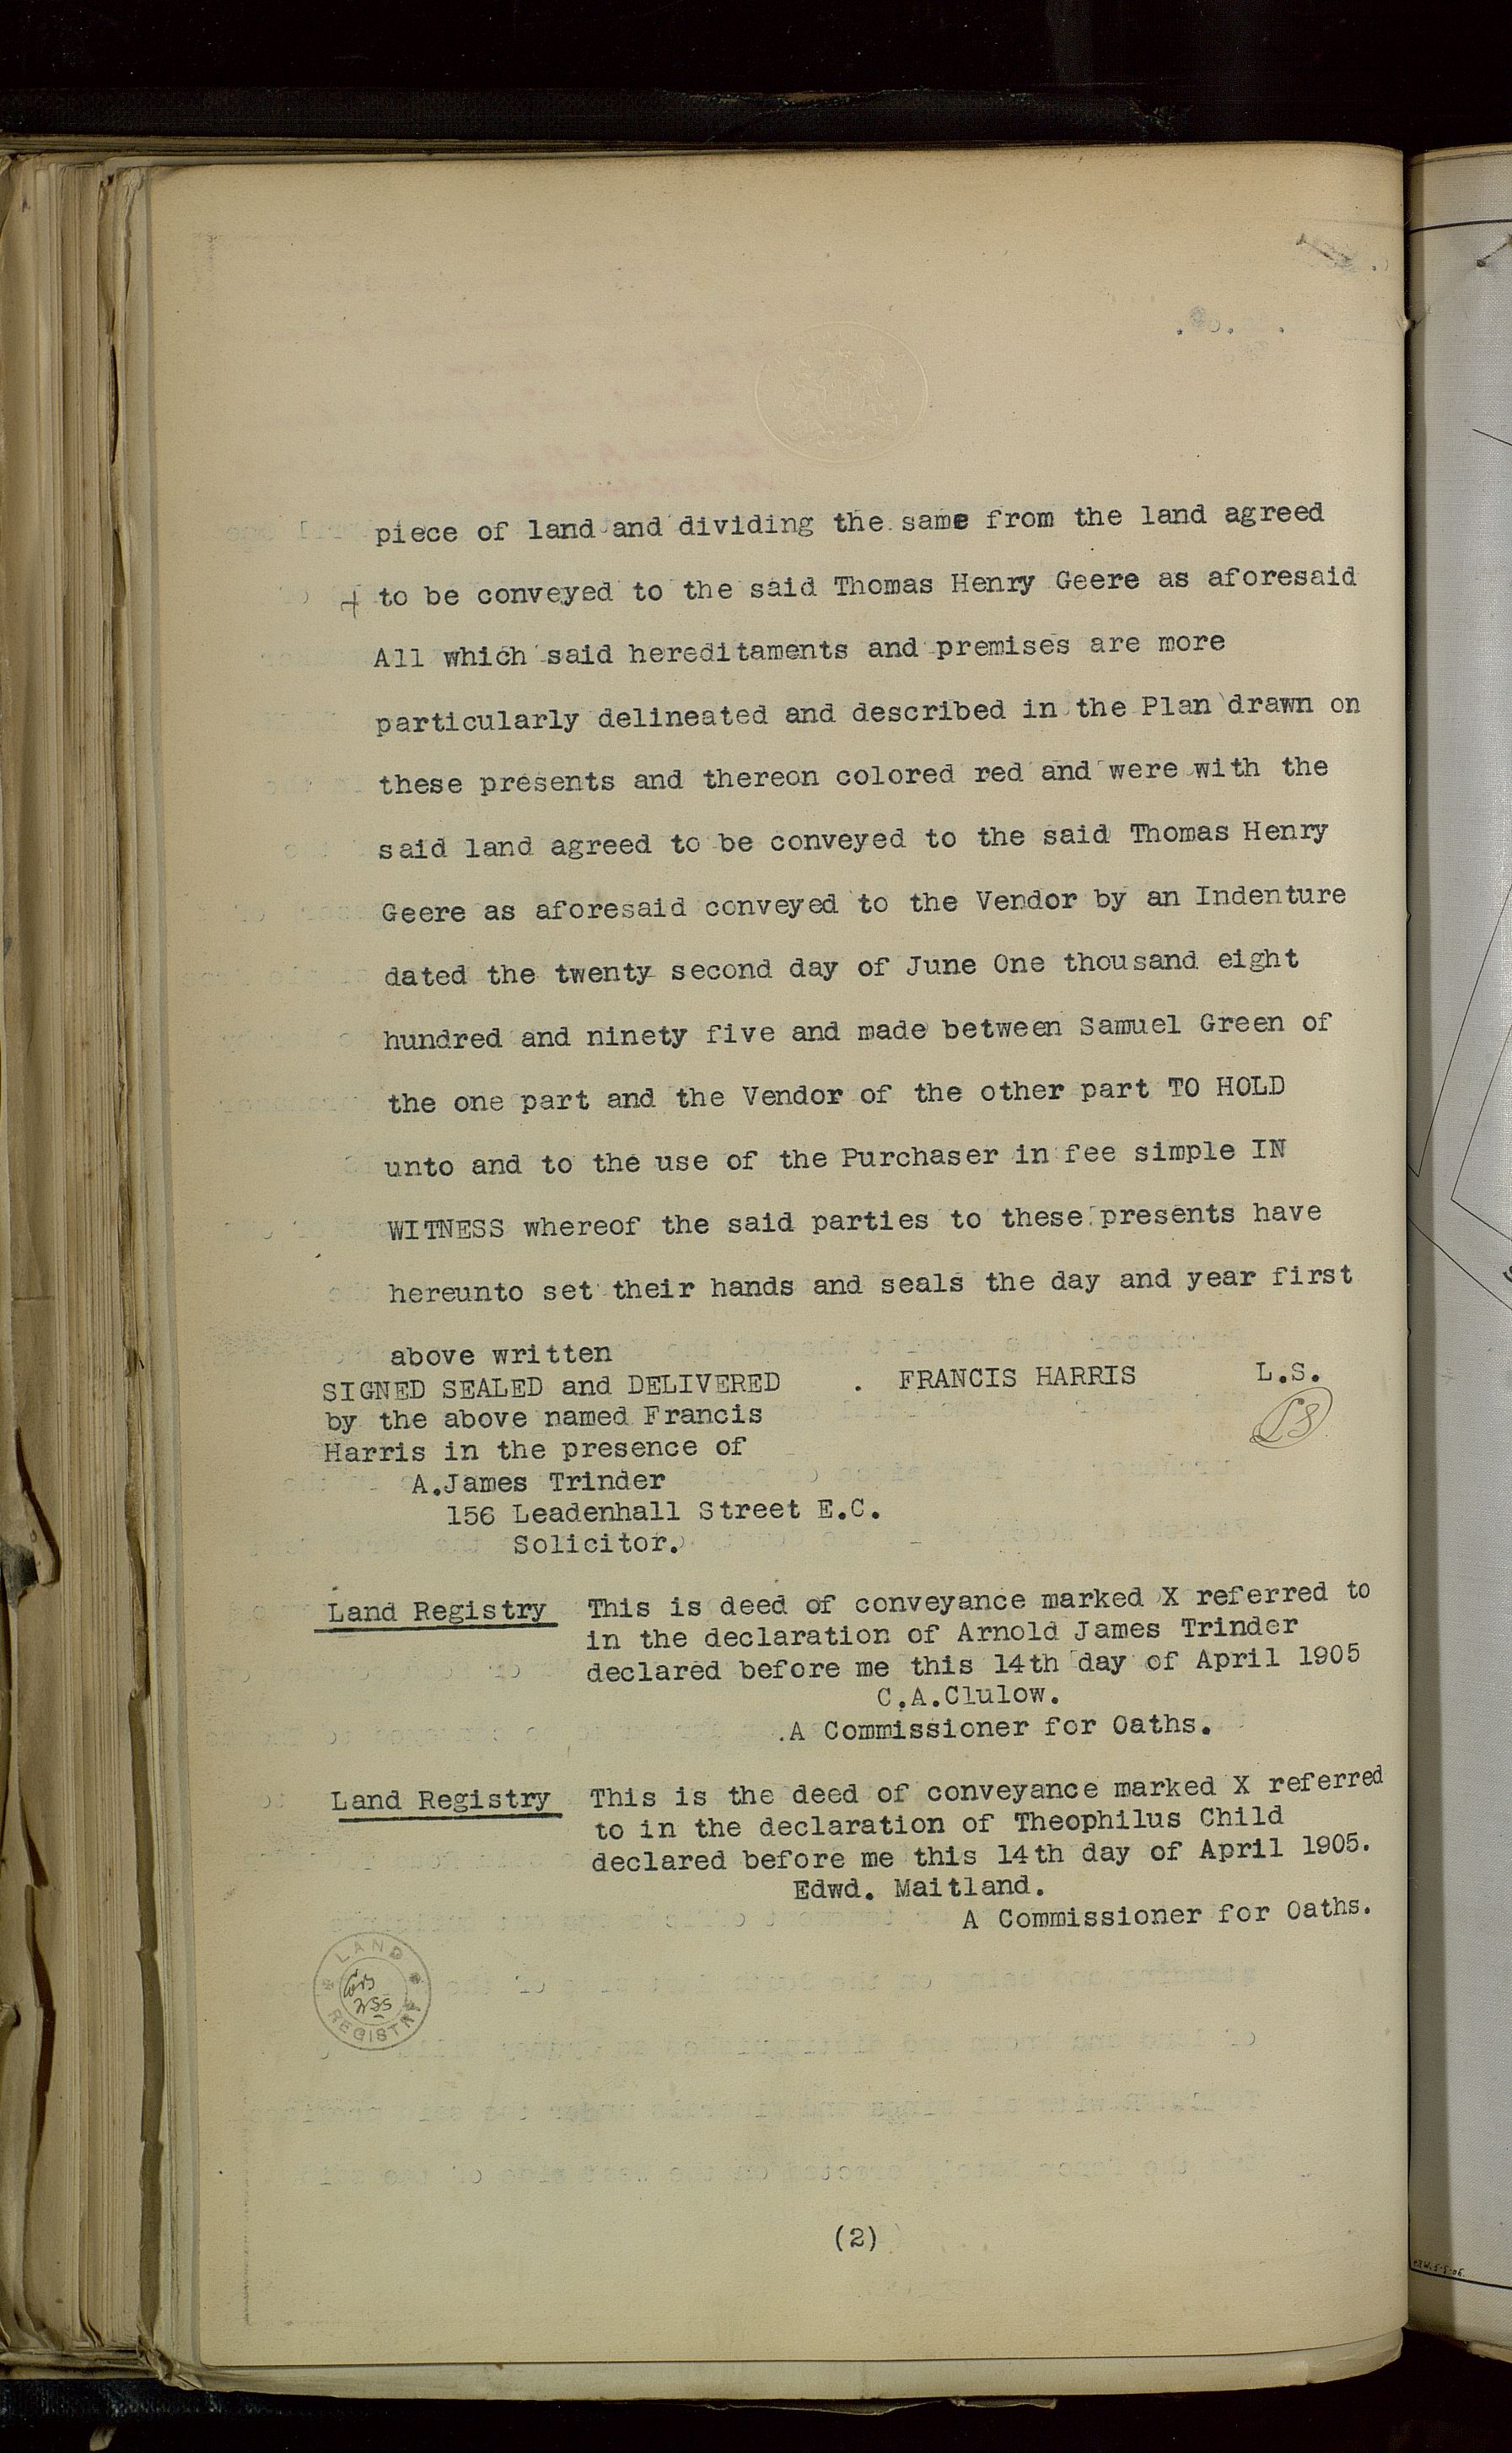 piece of land and dividing the same from the land agreed
to be conveyed to the said Thomas Henry Geere as aforesaid
All which said hereditaments and premises are more
particularly delineated and described in the Plan drawn on
these presents and thereon colored red and were with the
said land agreed to be conveyed to the said Thomas Henry
Geere as aforesaid conveyed to the Vendor by an Indenture
dated the twenty second day of June One thousand eight
hundred and ninety five and made between Samuel Green of
the one part and the Vendor of the other part TO HOLD
unto and to the use of the Purchaser in fee simple IN
WITNESS whereof the said parties to these presents have
hereunto set their hands and seals the day and year first
above written
SIGNED SEALED and DELIVERED . FRANCIS HARRIS L.S.
by the above named Francis
Harris in the presence of
A.James Trinder
156 Leadenhall Street E.C.
Solicitor.
Land Registry This is deed of conveyance marked X referred to
in the declaration of Arnold James Trinder
declared before me this 14th day of April 1905
C.A.Clulow.
.A Commissioner for Oaths.
Land Registry This is the deed of conveyance marked X referred
to in the declaration of Theophilus Child
declared before me this 14th day of April 1905.
Edwd. Maitland.
A Commissioner for Oaths.
LAND
REGISTRY
(2)